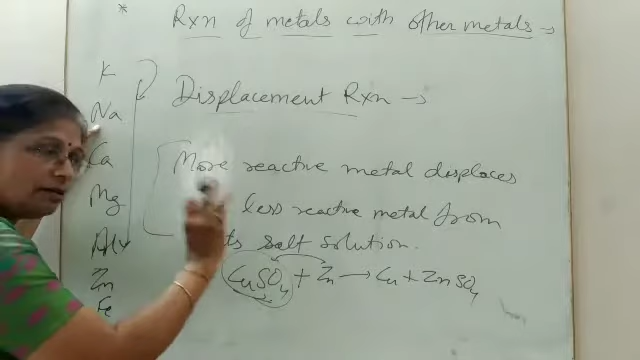 * Rxn of metals with other metals →
K
Displacement Rxn →
Na
Ca
More reactive metal displaces
Mg
less reactive metal from
Al
its salt solution.
Zn
CuSO4 + Zn → Cu + ZnSO4
Fe